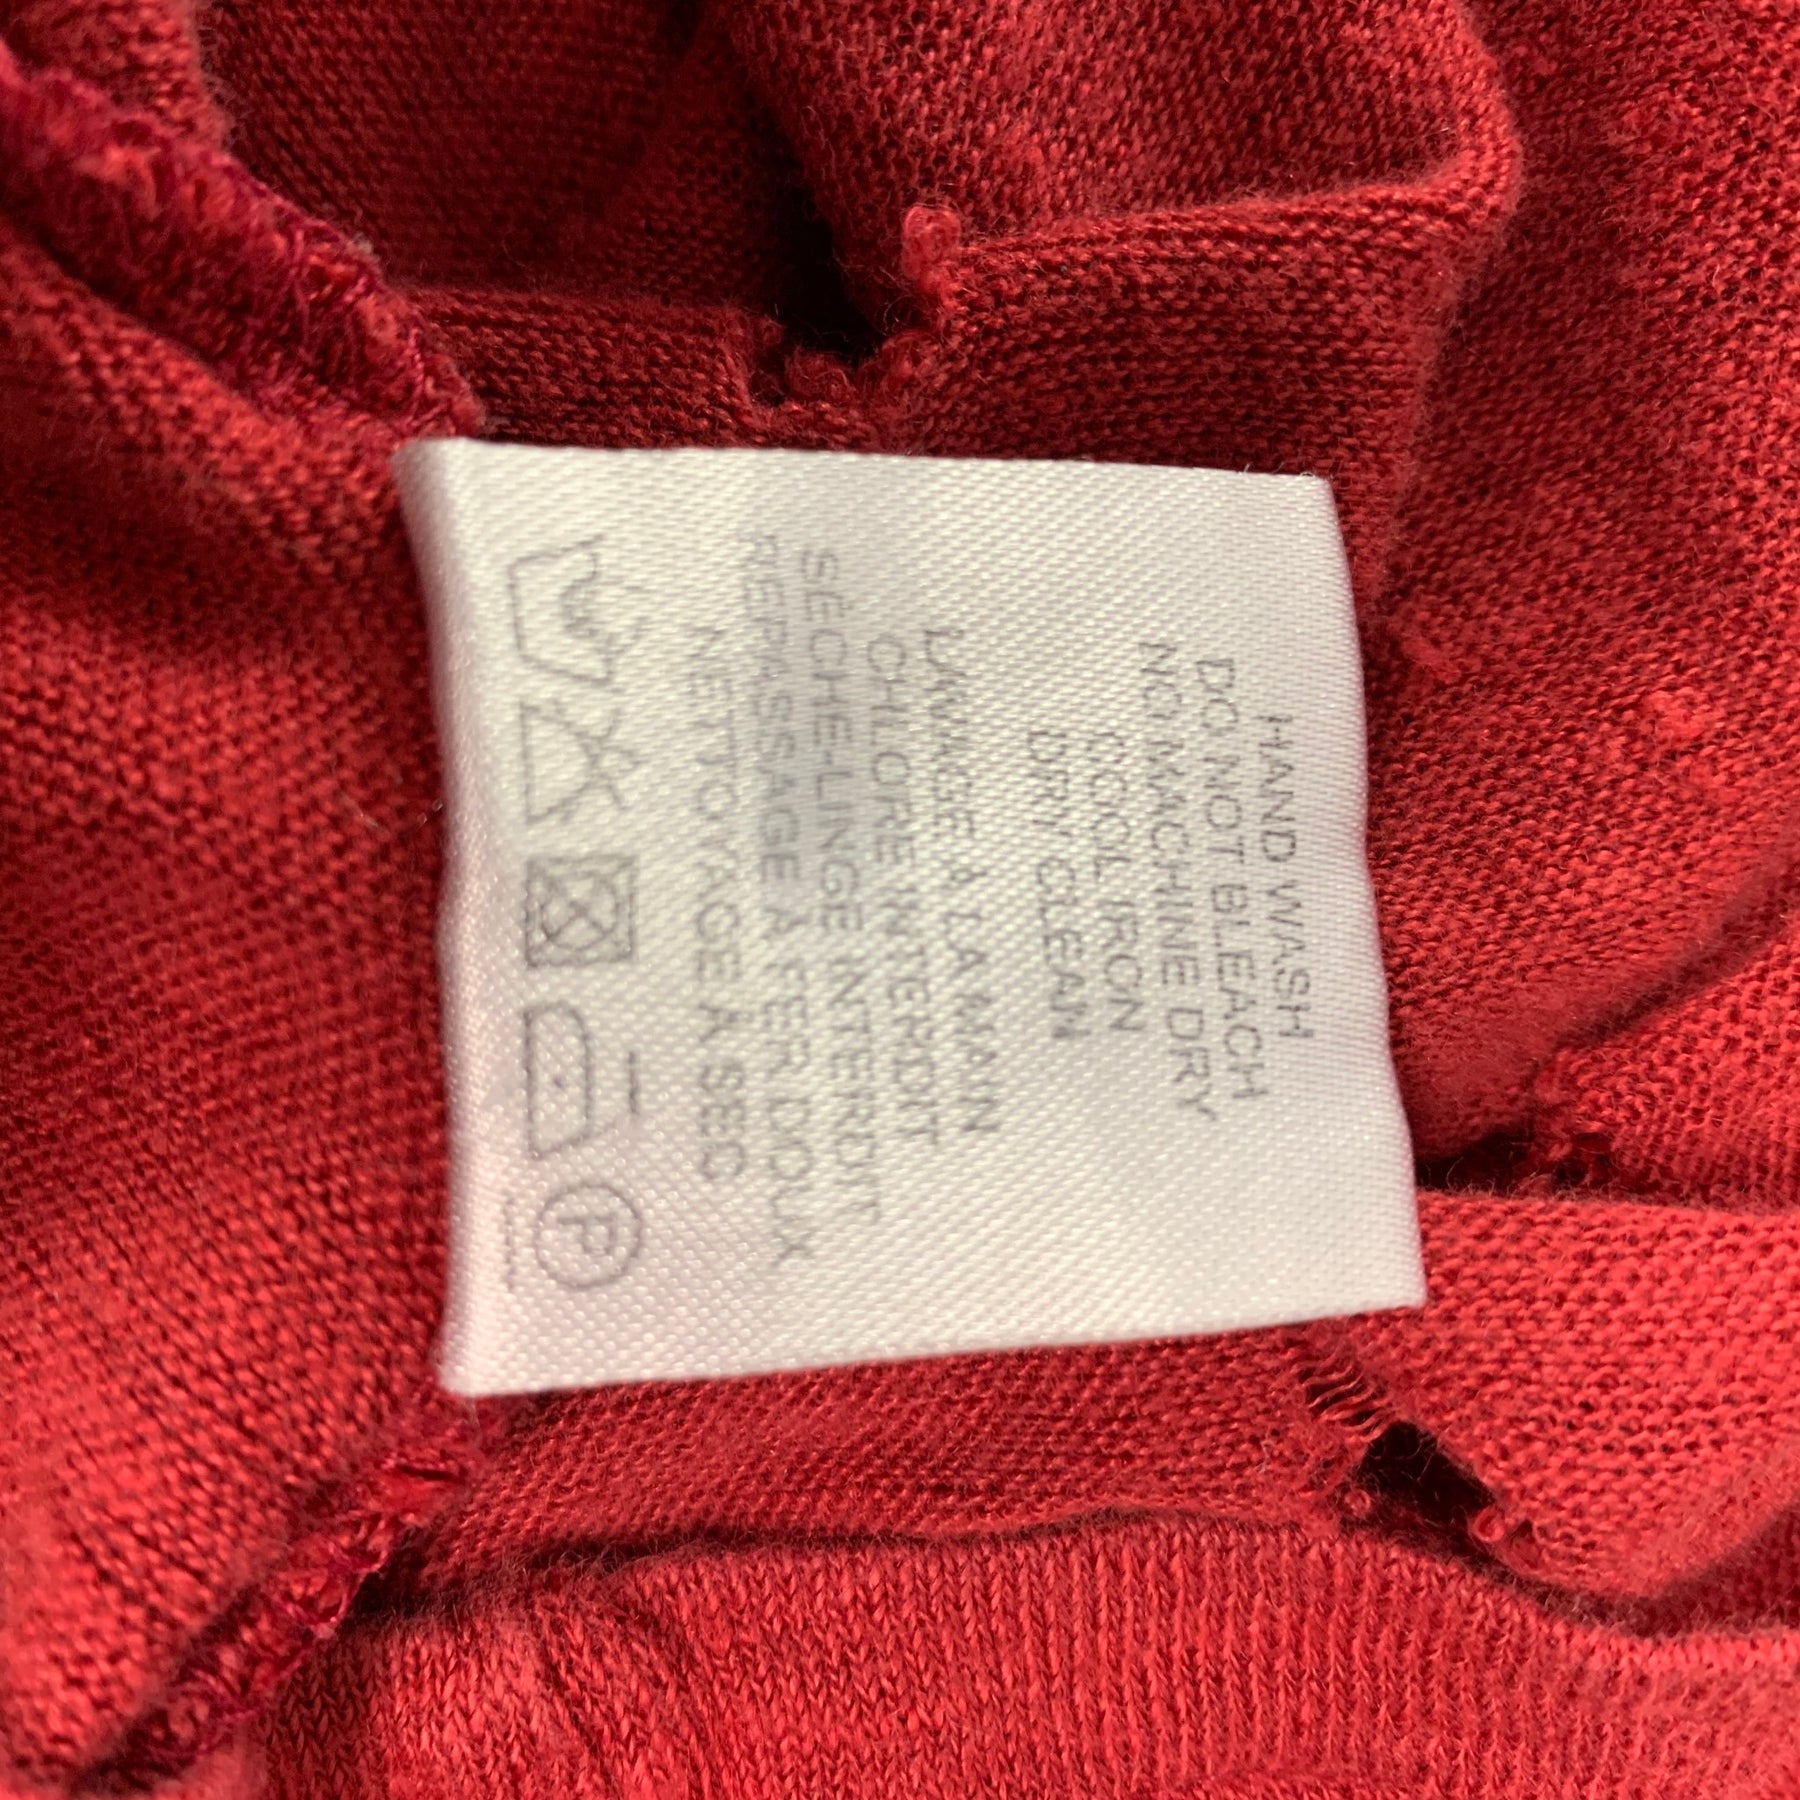 HAND WASH
DO NOT BLEACH
NO MACHINE DRY
COOL IRON
DRY CLEAN
LAVAGE À LA MAIN
CHLORE INTERDIT
SÈCHE-LINGE INTERDIT
REPASSAGE À FER DOUX
NETTOYAGE À SEC
P